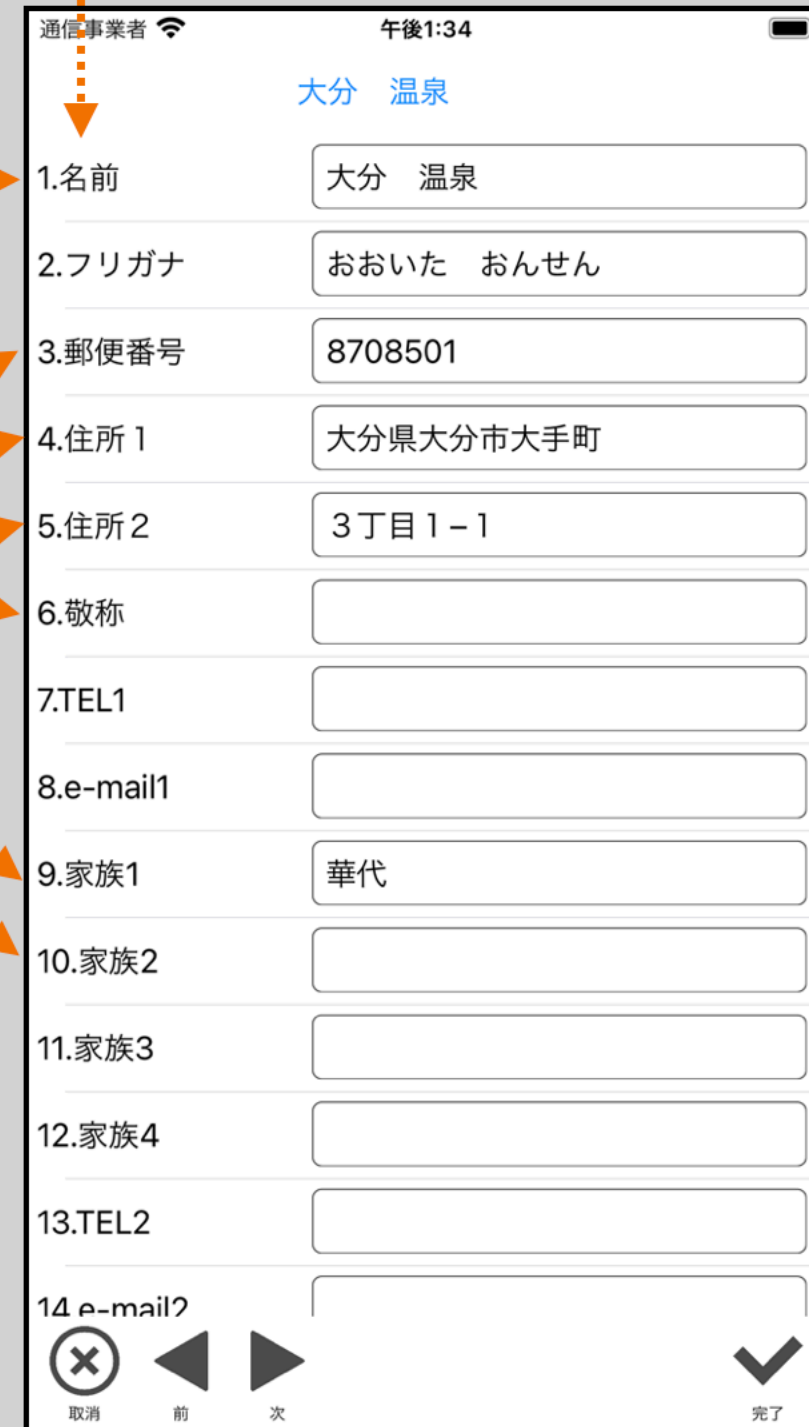 通信事業者 午後1:34
大分　温泉
1.名前 大分　温泉
2.フリガナ おおいた　おんせん
3.郵便番号 8708501
4.住所１ 大分県大分市大手町
5.住所２ ３丁目１−１
6.敬称
7.TEL1
8.e-mail1
9.家族1 華代
10.家族2
11.家族3
12.家族4
13.TEL2
14.e-mail2
取消 前 次 完了